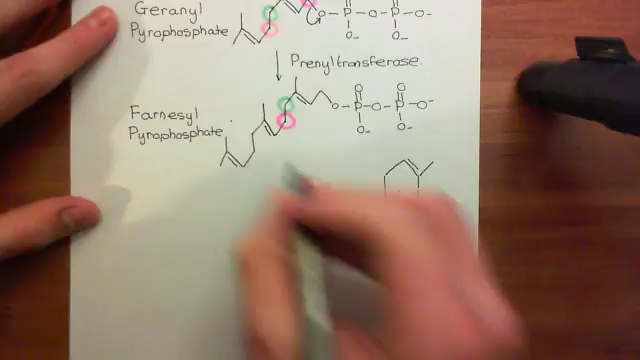 Geranyl
Pyrophosphate
O - P - O - P - O-
O- O-
Prenyltransferase.
Farnesyl
Pyrophosphate
O O
O - P - O - P - O-
O- O-